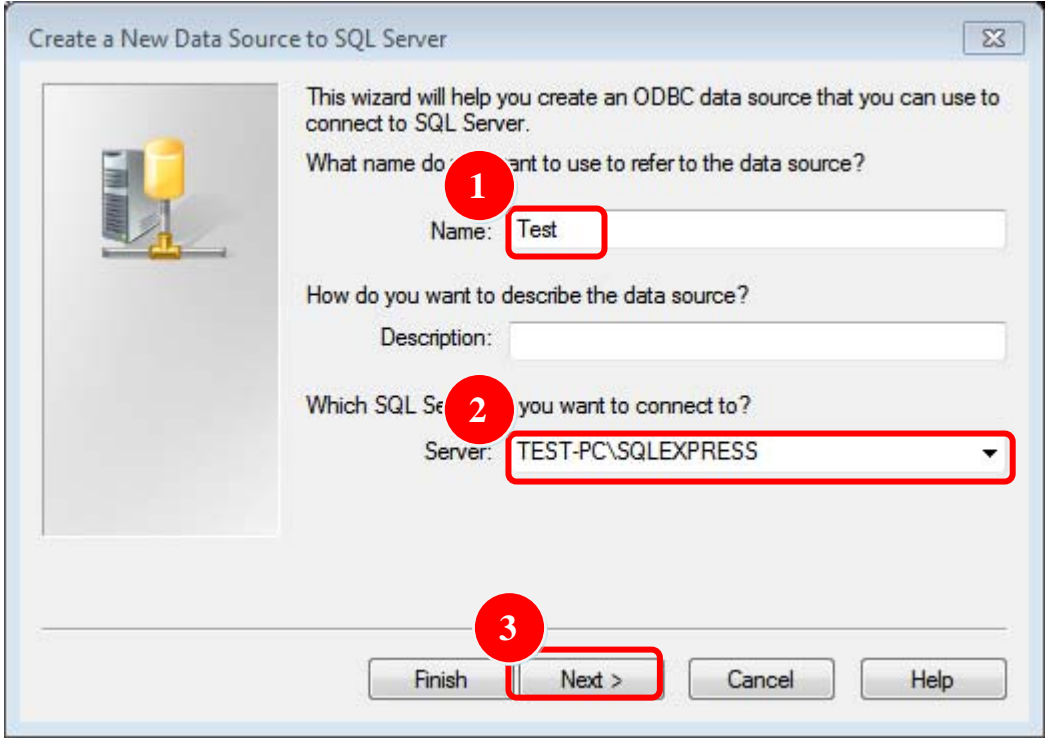 Create a New Data Source to SQL Server
This wizard will help you create an ODBC data source that you can use to
connect to SQL Server.
What name do ant to use to refer to the data source?
1
Name: Test
How do you want to describe the data source?
Description:
Which SQL Se you want to connect to?
2
Server: TEST-PC\SQLEXPRESS
3
Finish Next > Cancel Help